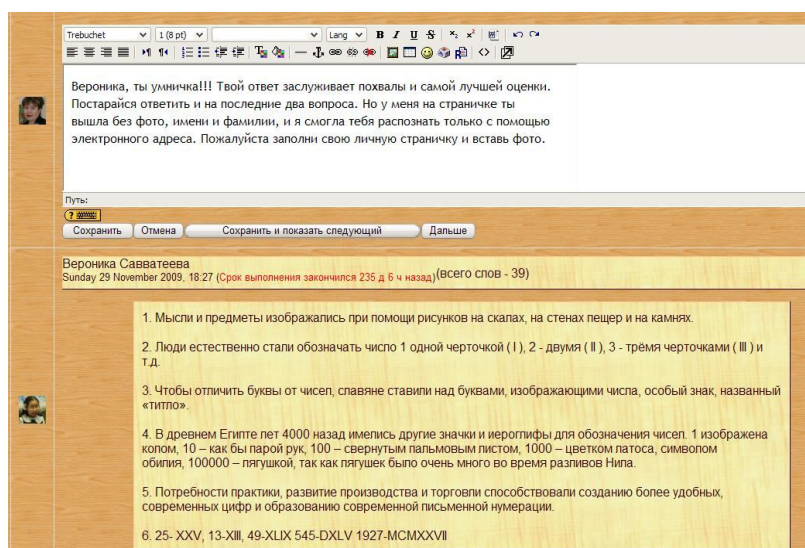 Trebuchet 1 (8 pt) Lang B I U S
Вероника, ты умничка!!! Твой ответ заслуживает похвалы и самой лучшей оценки.
Постарайся ответить и на последние два вопроса. Но у меня на страничке ты
вышла без фото, имени и фамилии, и я смогла тебя распознать только с помощью
электронного адреса. Пожалуйста заполни свою личную страничку и вставь фото.
Путь:
Сохранить Отмена Сохранить и показать следующий Дальше
Вероника Савватеева
Sunday 29 November 2009, 18:27 (Срок выполнения закончился 235 д 6 ч назад)(всего слов - 39)
1. Мысли и предметы изображались при помощи рисунков на скалах, на стенах пещер и на камнях.
2. Люди естественно стали обозначать число 1 одной черточкой ( I ), 2 - двумя ( II ), 3 - трёмя черточками ( III ) и
т.д.
3. Чтобы отличить буквы от чисел, славяне ставили над буквами, изображающими числа, особый знак, названный
«титло».
4. В древнем Египте лет 4000 назад имелись другие значки и иероглифы для обозначения чисел. 1 изображена
колом, 10 – как бы парой рук, 100 – свернутым пальмовым листом, 1000 – цветком латоса, символом
обилия, 100000 – лягушкой, так как лягушек было очень много во время разливов Нила.
5. Потребности практики, развитие производства и торговли способствовали созданию более удобных,
современных цифр и образованию современной письменной нумерации.
6. 25- XXV, 13-XIII, 49-XLIX 545-DXLV 1927-MCMXXVII